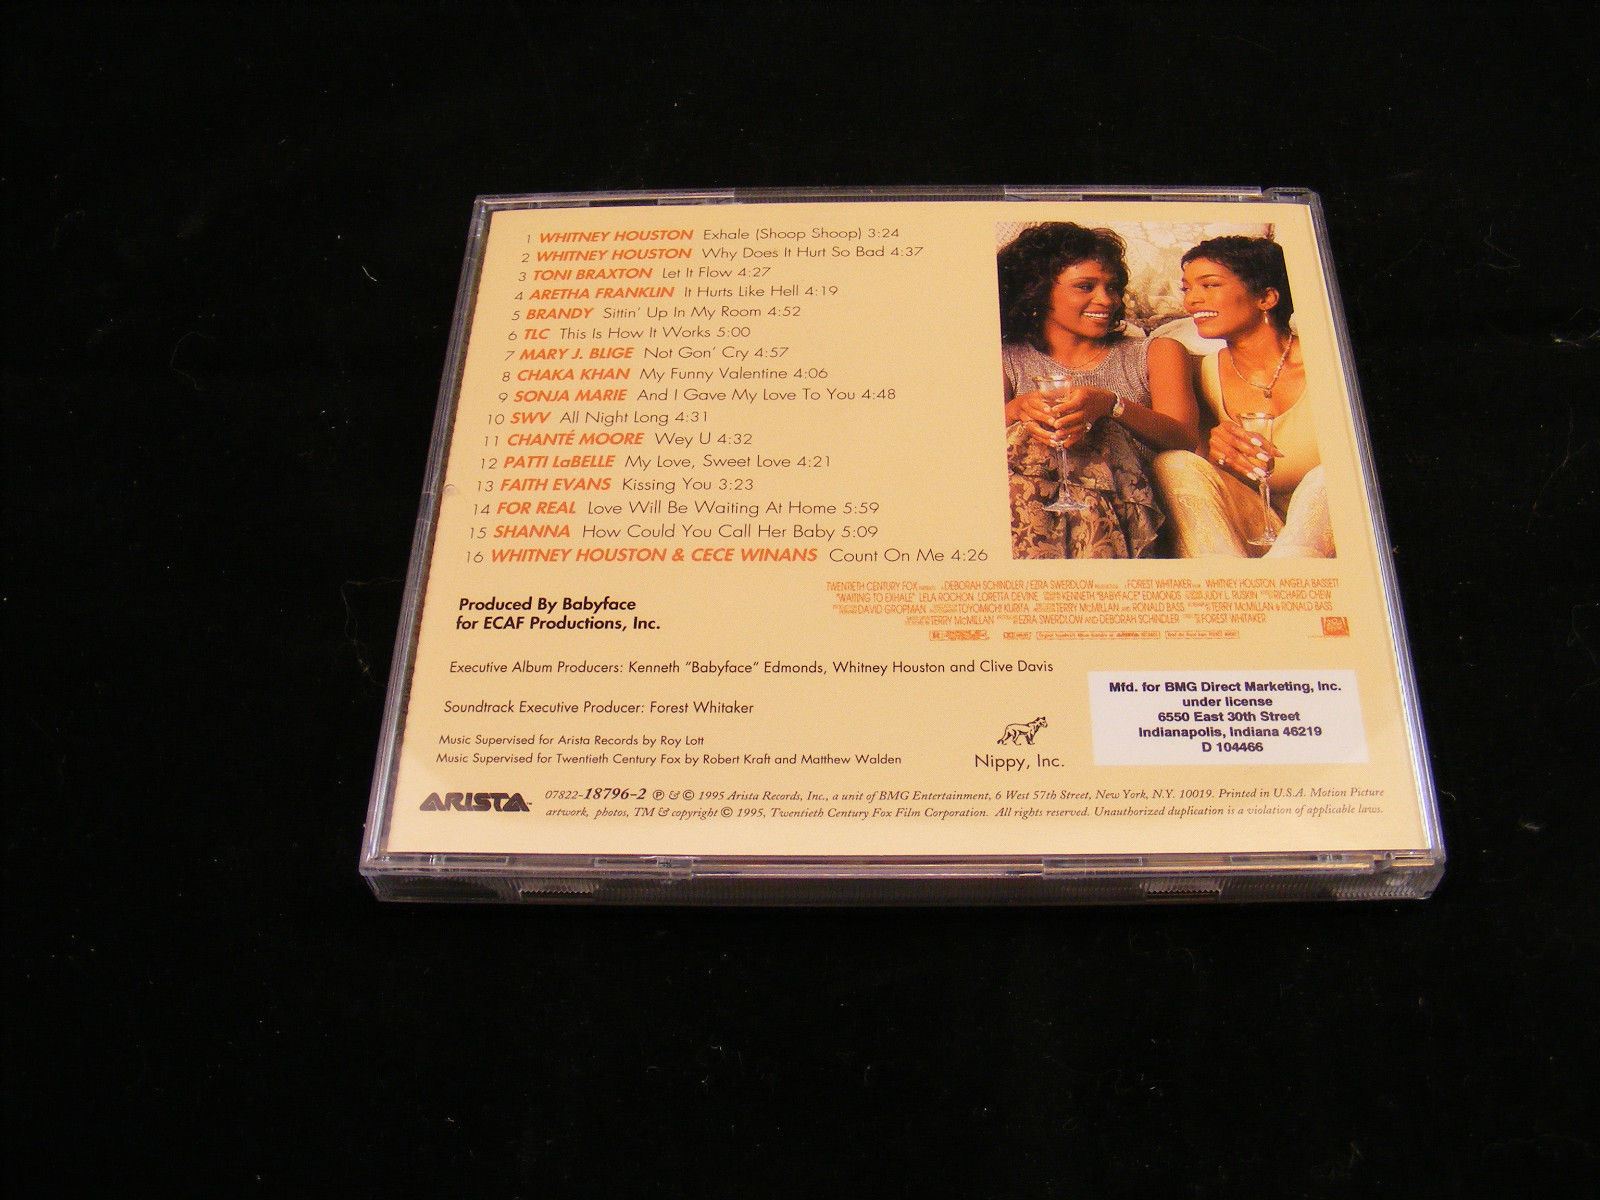 1 WHITNEY HOUSTON Exhale (Shoop Shoop) 3:24
2 WHITNEY HOUSTON Why Does It Hurt So Bad 4:37
3 TONI BRAXTON Let It Flow 4:27
4 ARETHA FRANKLIN It Hurts Like Hell 4:19
5 BRANDY Sittin' Up In My Room 4:52
6 TLC This Is How It Works 5:00
7 MARY J. BLIGE Not Gon' Cry 4:57
8 CHAKA KHAN My Funny Valentine 4:06
9 SONJA MARIE And I Gave My Love To You 4:48
10 SWV All Night Long 4:31
11 CHANTÉ MOORE Wey U 4:32
12 PATTI LaBELLE My Love, Sweet Love 4:21
13 FAITH EVANS Kissing You 3:23
14 FOR REAL Love Will Be Waiting At Home 5:59
15 SHANNA How Could You Call Her Baby 5:09
16 WHITNEY HOUSTON & CECE WINANS Count On Me 4:26
TWENTIETH CENTURY FOX DEBORAH SCHINDLER / EZRA SWERDLOW FOREST WHITAKER WHITNEY HOUSTON ANGELA BASSETT
"WAITING TO EXHALE" LELA ROCHON LORETTA DEVINE KENNETH "BABYFACE" EDMONDS JUDY L. RUSKIN RICHARD CHEW
DAVID GROPMAN TOYOMICHI KURITA TERRY McMILLAN AND RONALD BASS TERRY McMILLAN & RONALD BASS
TERRY McMILLAN EZRA SWERDLOW AND DEBORAH SCHINDLER FOREST WHITAKER
Produced By Babyface
for ECAF Productions, Inc.
Executive Album Producers: Kenneth "Babyface" Edmonds, Whitney Houston and Clive Davis
Soundtrack Executive Producer: Forest Whitaker
Music Supervised for Arista Records by Roy Lott
Music Supervised for Twentieth Century Fox by Robert Kraft and Matthew Walden
Nippy, Inc.
Mfd. for BMG Direct Marketing, Inc.
under license
6550 East 30th Street
Indianapolis, Indiana 46219
D 104466
ARISTA™
07822-18796-2 ℗ & © 1995 Arista Records, Inc., a unit of BMG Entertainment, 6 West 57th Street, New York, N.Y. 10019. Printed in U.S.A. Motion Picture
artwork, photos, TM & copyright © 1995, Twentieth Century Fox Film Corporation. All rights reserved. Unauthorized duplication is a violation of applicable laws.